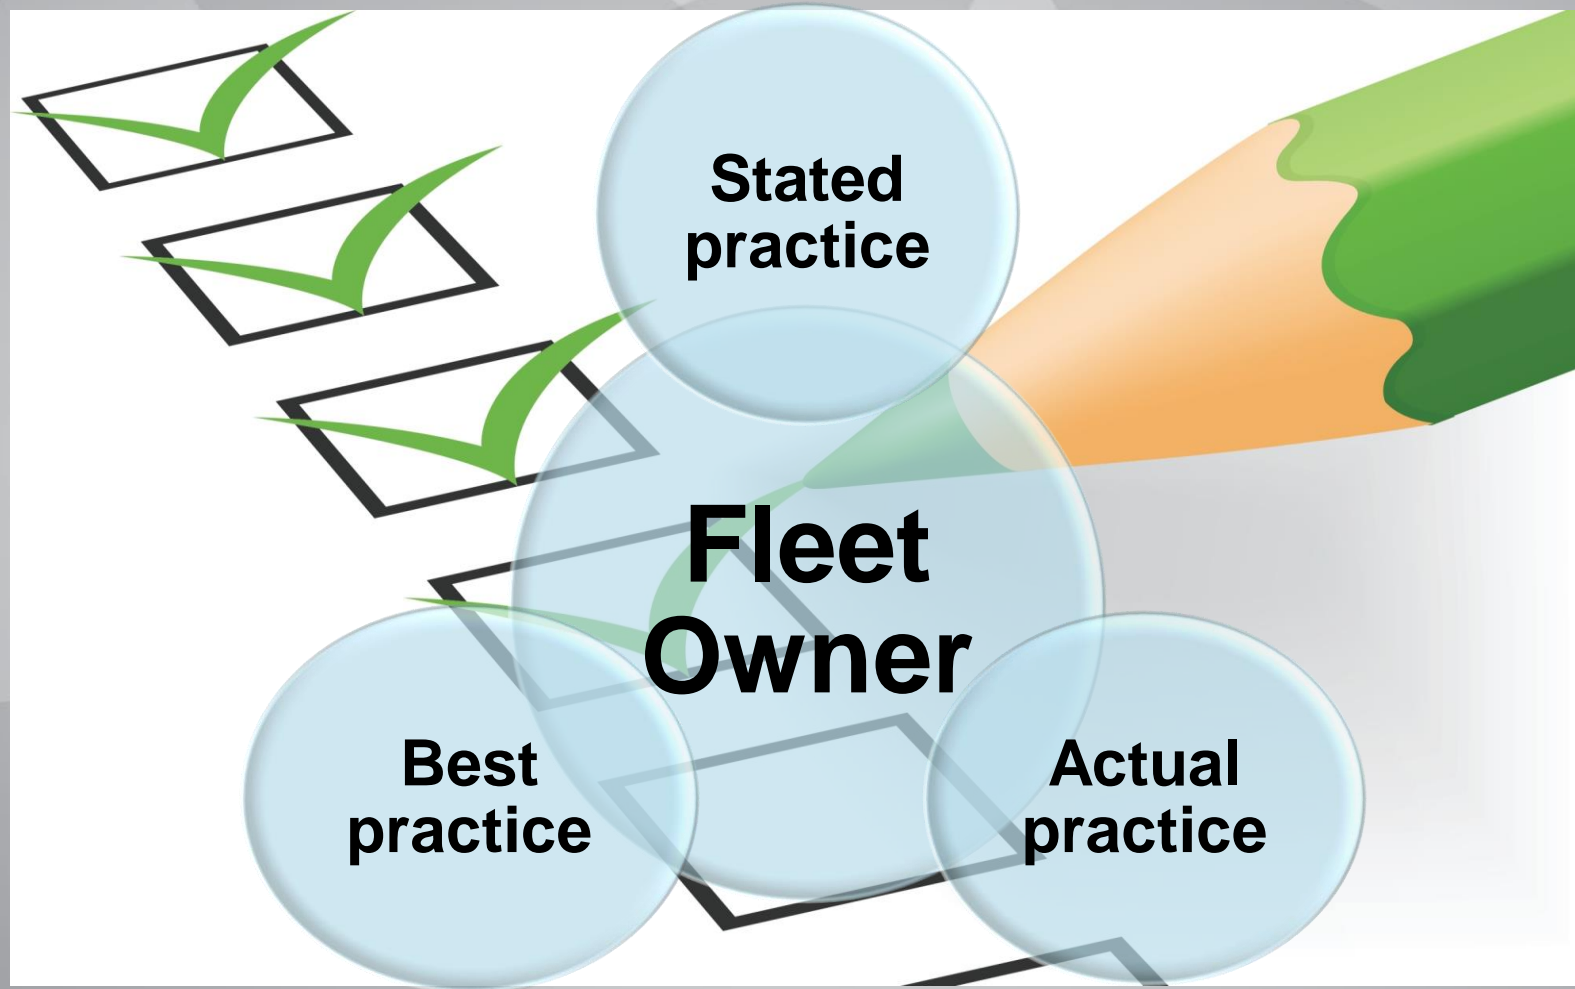 Stated
practice
Fleet
Owner
Best
practice
Actual
practice